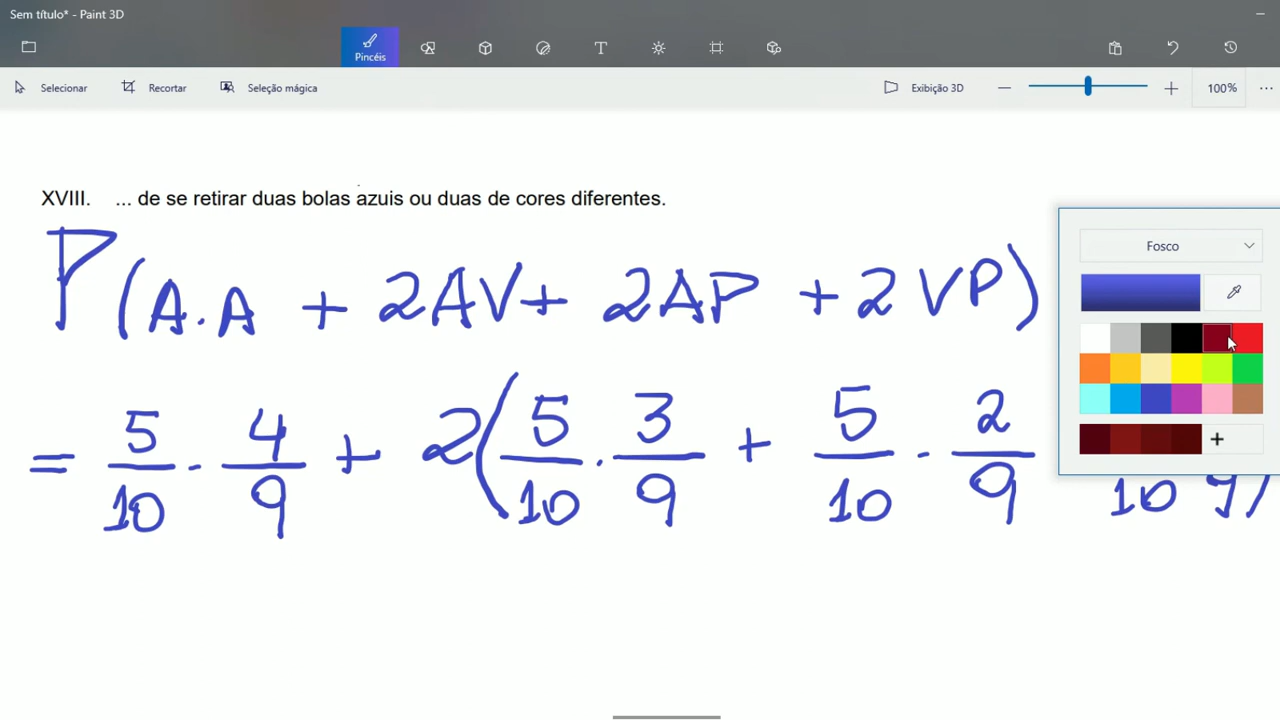 Sem título* - Paint 3D
Pincéis
Selecionar Recortar Seleção mágica Exibição 3D 100%
XVIII. ... de se retirar duas bolas azuis ou duas de cores diferentes.
P(A.A + 2AV + 2AP + 2VP)
= 5/10 . 4/9 + 2(5/10 . 3/9 + 5/10 . 2/9 10 9)
Fosco